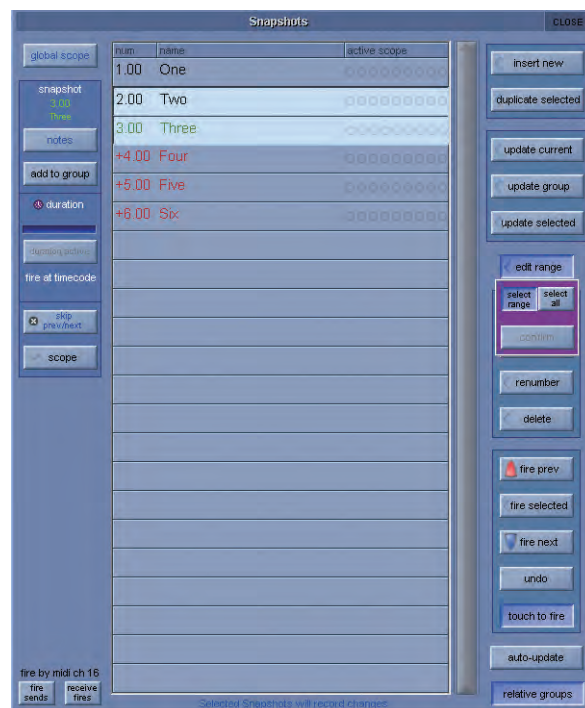 Snapshots
CLOSE
global scope
snapshot
3.00
Three
notes
add to group
duration
fire at timecode
skip
prev/next
scope
fire by midi ch 16
fire
sends
receive
fires
num name active scope
1.00 One
2.00 Two
3.00 Three
+4.00 Four
+5.00 Five
+6.00 Six
Selected Snapshots will record changes
insert new
duplicate selected
update current
update group
update selected
edit range
select
range
select
all
confirm
renumber
delete
fire prev
fire selected
fire next
undo
touch to fire
auto-update
relative groups